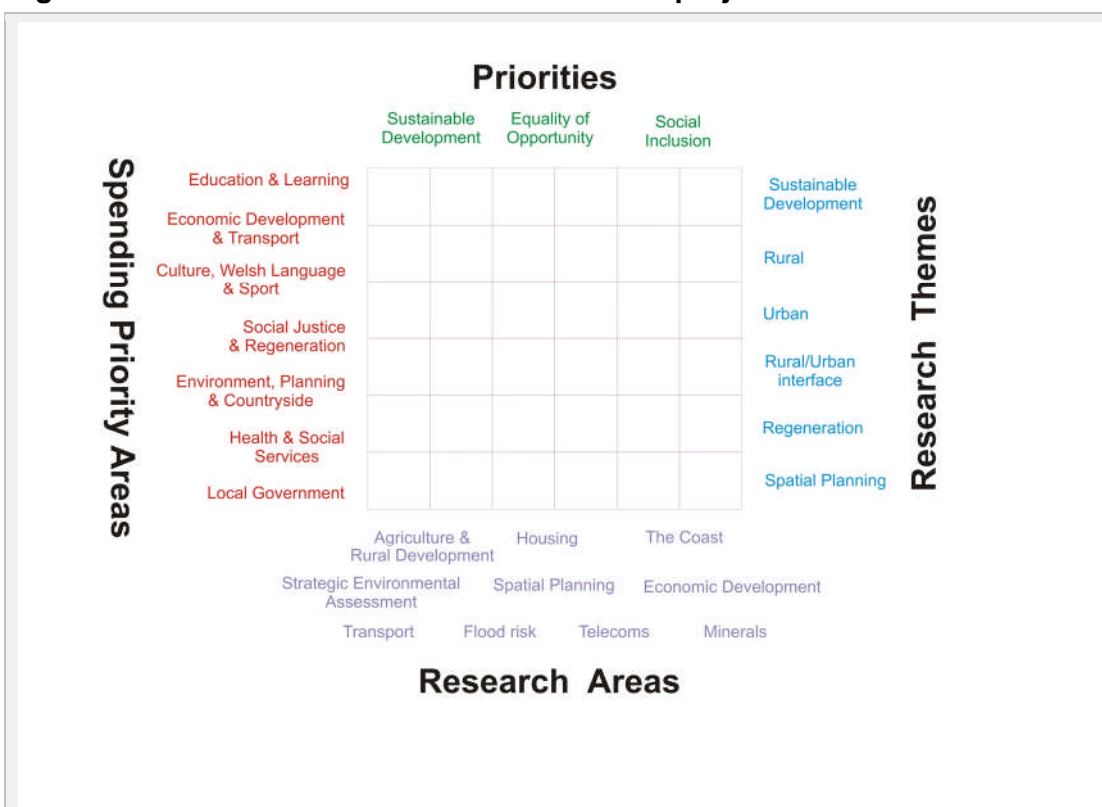 Priorities
Sustainable
Development
Equality of
Opportunity
Social
Inclusion
Spending Priority Areas
Education & Learning
Economic Development
& Transport
Culture, Welsh Language
& Sport
Social Justice
& Regeneration
Environment, Planning
& Countryside
Health & Social
Services
Local Government
Sustainable
Development
Rural
Urban
Rural/Urban
interface
Regeneration
Spatial Planning
Research Themes
Agriculture &
Rural Development
Housing
The Coast
Strategic Environmental
Assessment
Spatial Planning
Economic Development
Transport
Flood risk
Telecoms
Minerals
Research Areas